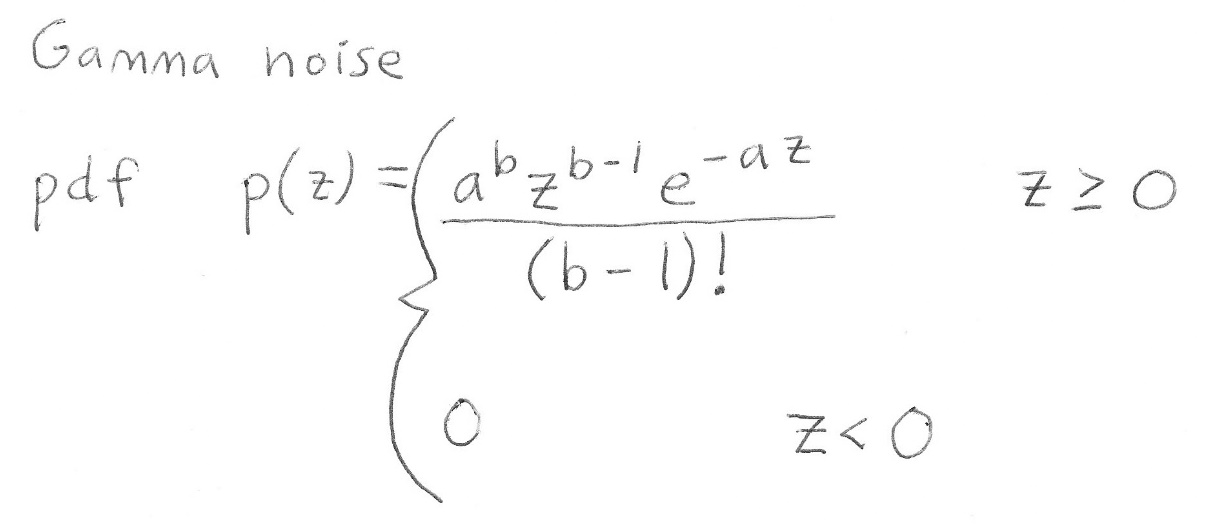 Gamma noise
pdf p(z) = { a^b z^{b-1} e^{-az} / (b-1)! z ≥ 0
0 z < 0